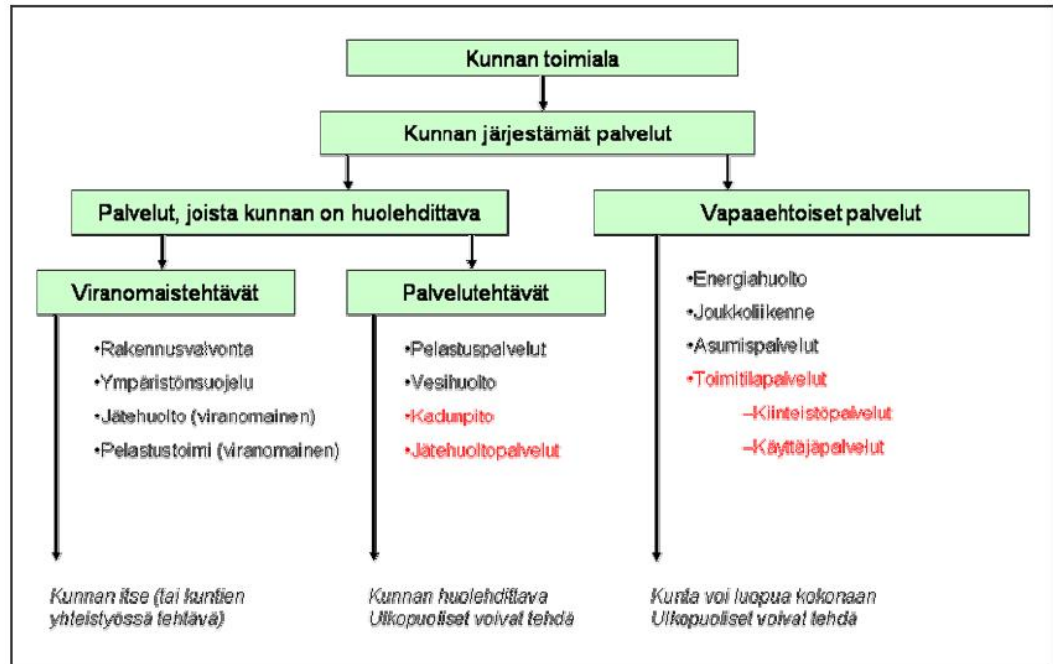 Kunnan toimiala
Kunnan järjestämät palvelut
Palvelut, joista kunnan on huolehdittava
Vapaaehtoiset palvelut
Viranomaistehtävät
Palvelutehtävät
•Rakennusvalvonta
•Ympäristönsuojelu
•Jätehuolto (viranomainen)
•Pelastustoimi (viranomainen)
•Pelastuspalvelut
•Vesihuolto
•Kadunpito
•Jätehuoltopalvelut
•Energiahuolto
•Joukkoliikenne
•Asumispalvelut
•Toimitilapalvelut
–Kiinteistöpalvelut
–Käyttäjäpalvelut
Kunnan itse (tai kuntien
yhteistyössä tehtävä)
Kunnan huolehdittava
Ulkopuoliset voivat tehdä
Kunta voi luopua kokonaan
Ulkopuoliset voivat tehdä